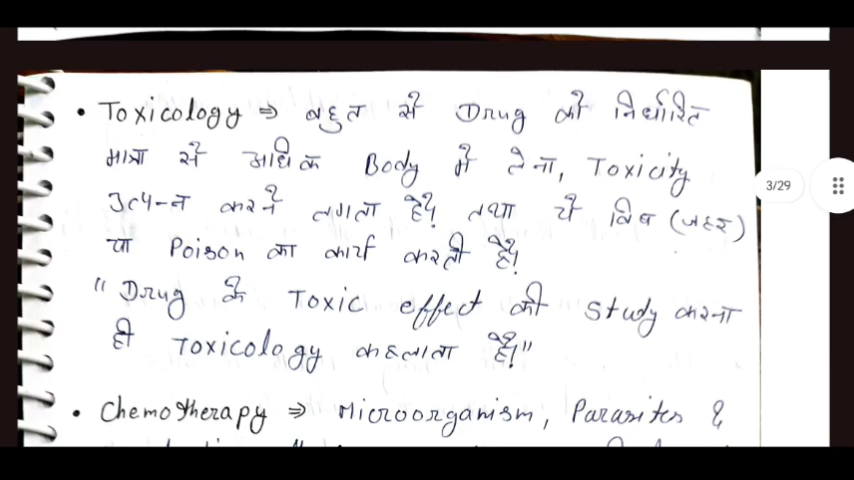 • Toxicology ⇒ बहुत से Drug की निर्धारित
मात्रा से अधिक Body में लेना, Toxicity
उत्पन्न करने लगता है। तथा ये विष (जहर)
या Poison का कार्य करती है।
3/29
"Drug के Toxic effect की study करना
ही Toxicology कहलाता है।"
• Chemotherapy ⇒ Microorganism, Parasites &